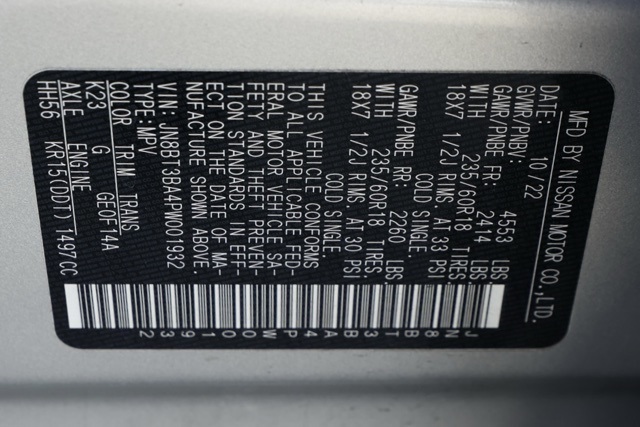 MFD BY NISSAN MOTOR CO.,LTD.
DATE: 10/22
GVWR/PNBV: 4553 LBS.
GAWR/PNBE FR: 2414 LBS.
WITH 235/60R18 TIRES.
18X7 1/2J RIMS, AT 33 PSI
COLD SINGLE.
GAWR/PNBE RR: 2260 LBS.
WITH 235/60R18 TIRES.
18X7 1/2J RIMS, AT 30 PSI
COLD SINGLE.
THIS VEHICLE CONFORMS
TO ALL APPLICABLE FED-
ERAL MOTOR VEHICLE SA-
FETY AND THEFT PREVEN-
TION STANDARDS IN EFF-
ECT ON THE DATE OF MA-
NUFACTURE SHOWN ABOVE.
VIN: JN8BT3BA4PW001932
TYPE: MPV
COLOR TRIM TRANS
K23 G GE0F14A
AXLE ENGINE
HH56 KR15(DDT) 1497CC
JN8BT3BA4PW001932